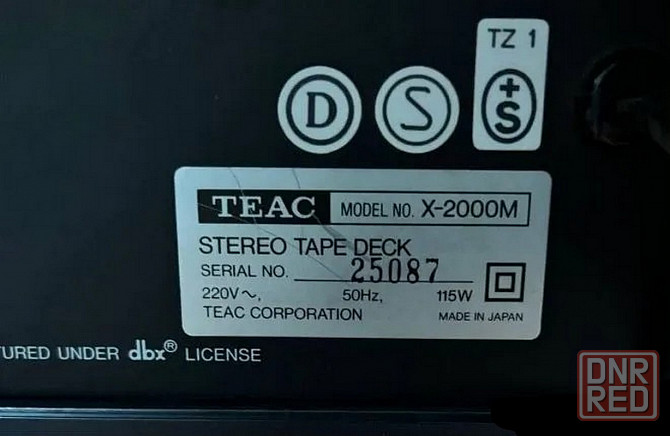 TZ 1
D S +S
TEAC MODEL NO. X-2000M
STEREO TAPE DECK
SERIAL NO. 25087
220V~, 50Hz, 115W
TEAC CORPORATION MADE IN JAPAN
TURED UNDER dbx® LICENSE
DNR
RED